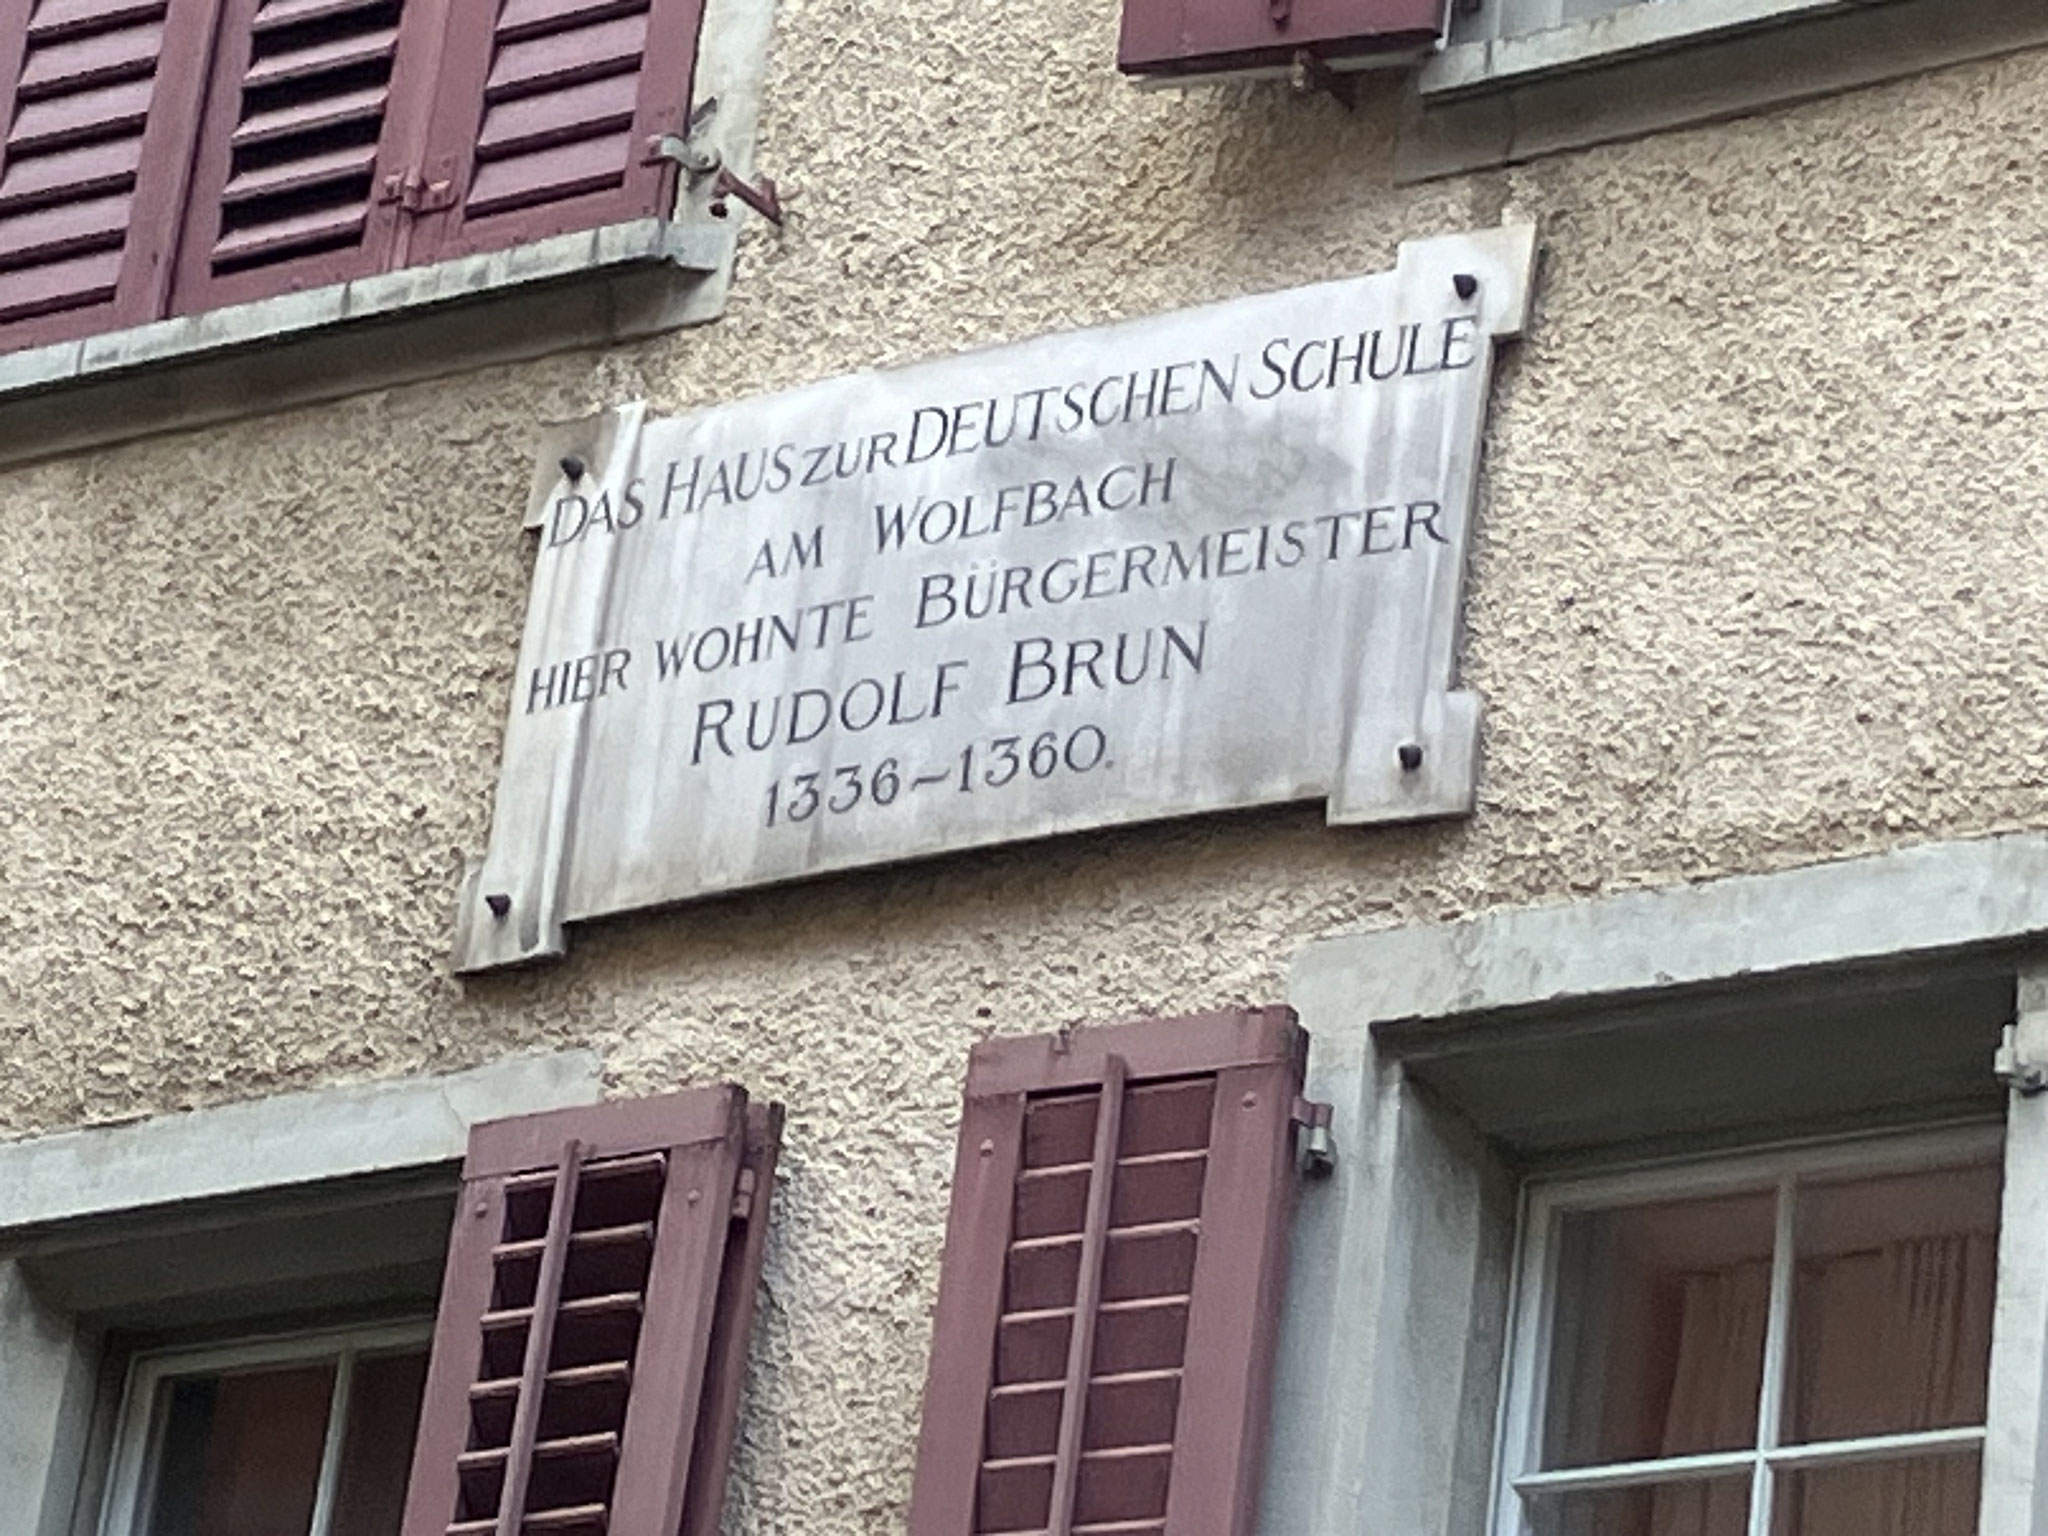 DAS HAUS ZUR DEUTSCHEN SCHULE
AM WOLFBACH
HIER WOHNTE BÜRGERMEISTER
RUDOLF BRUN
1336~1360.